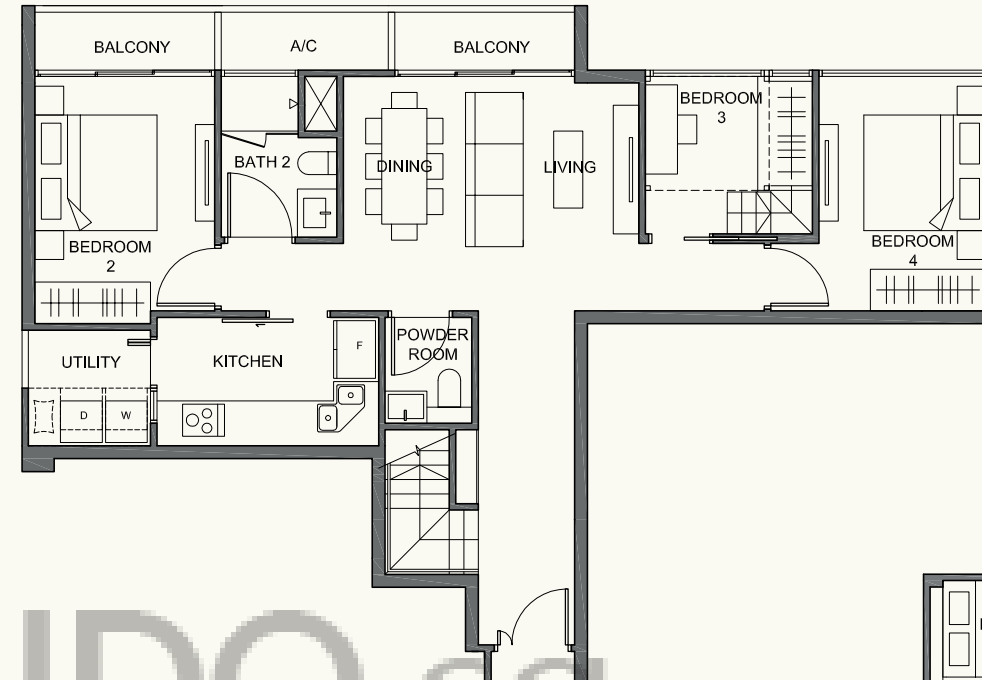 BALCONY
A/C
BALCONY
BEDROOM
3
BATH 2
DINING
LIVING
BEDROOM
2
BEDROOM
4
UTILITY
KITCHEN
F
POWDER
ROOM
D
W